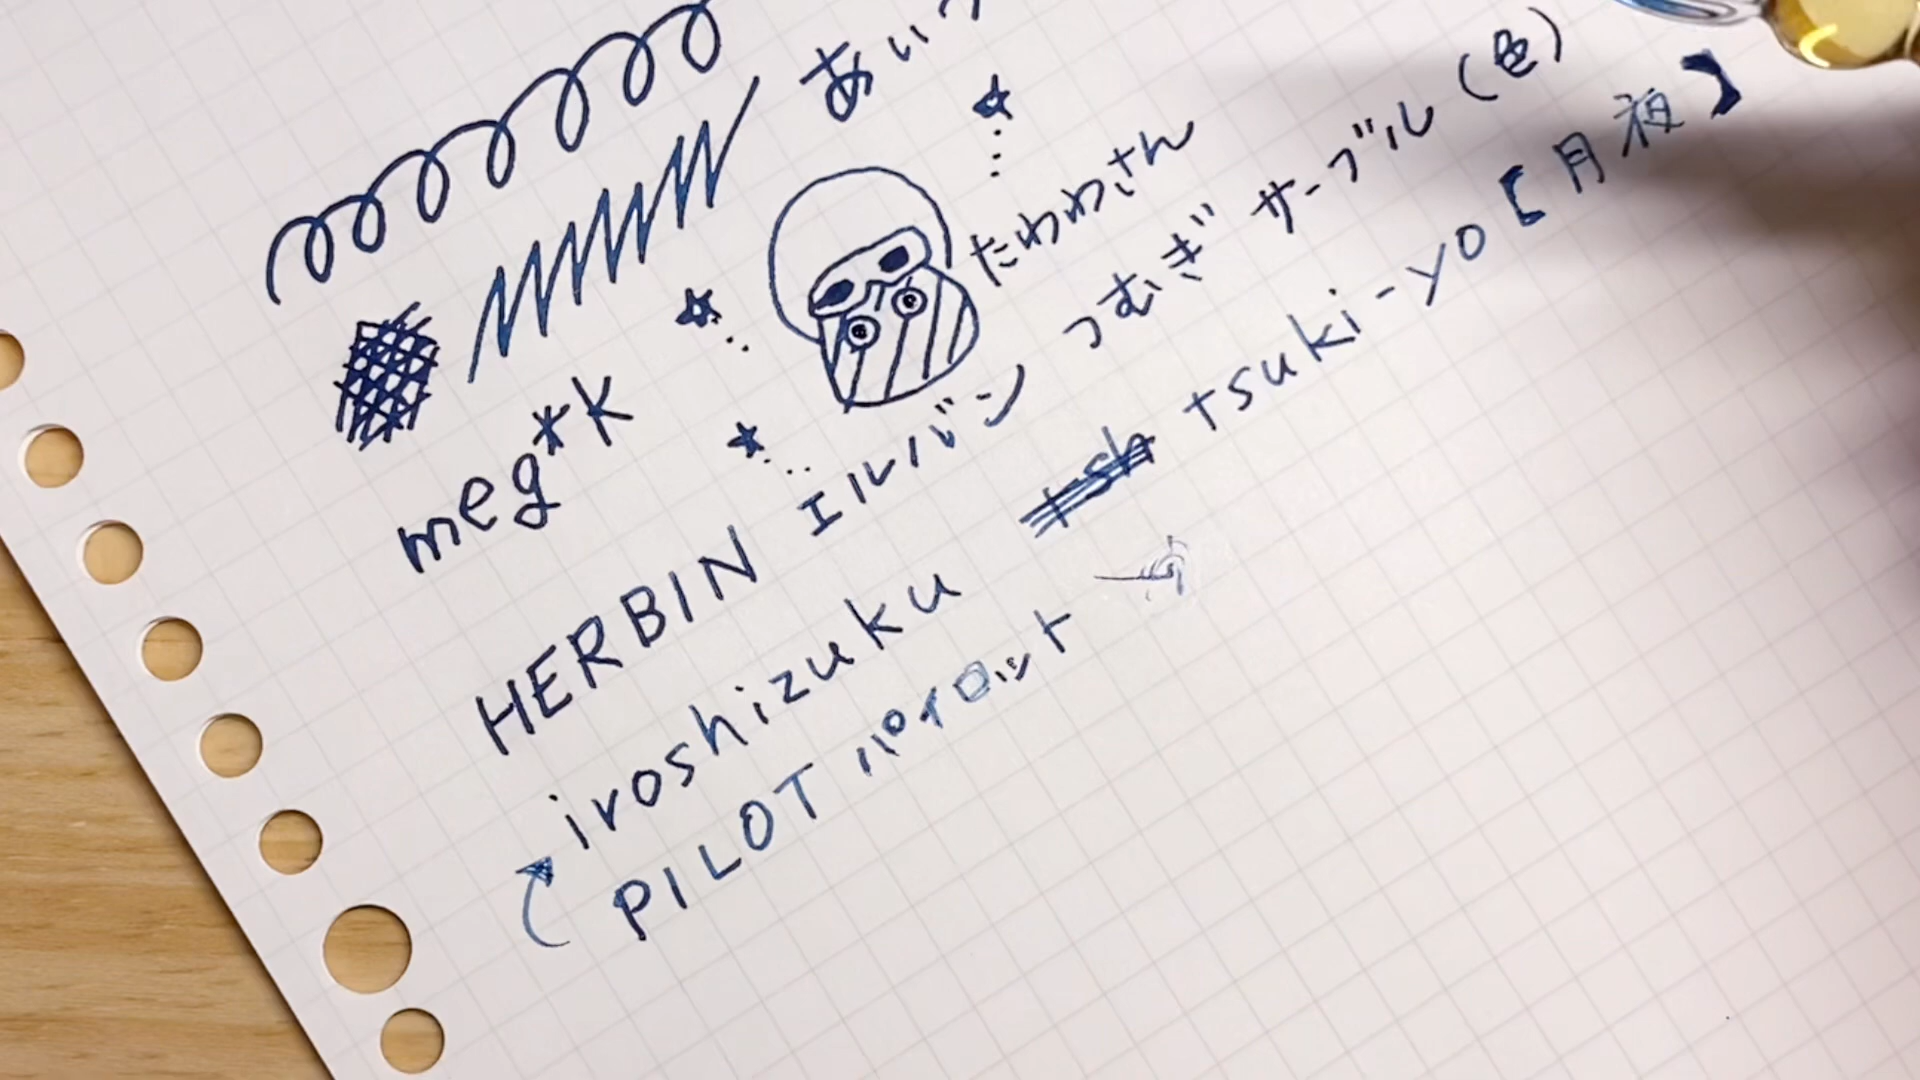 あいう
たわわさん
meg*K
HERBIN エルバン つむぎ サーブル(色)
iroshizuku tsuki-yo【月夜】
PILOT パイロット